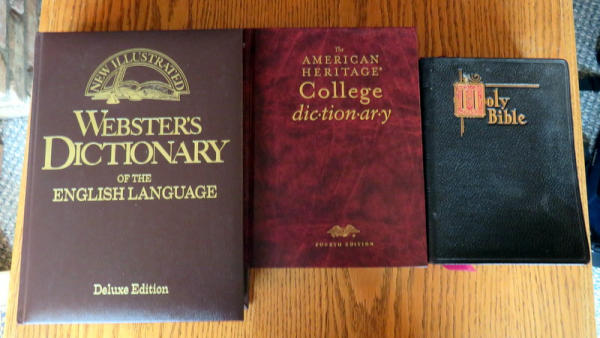 NEW ILLUSTRATED
WEBSTER'S
DICTIONARY
OF THE
ENGLISH LANGUAGE
Deluxe Edition
The
AMERICAN
HERITAGE®
College
dic·tion·ar·y
FOURTH EDITION
Holy
Bible